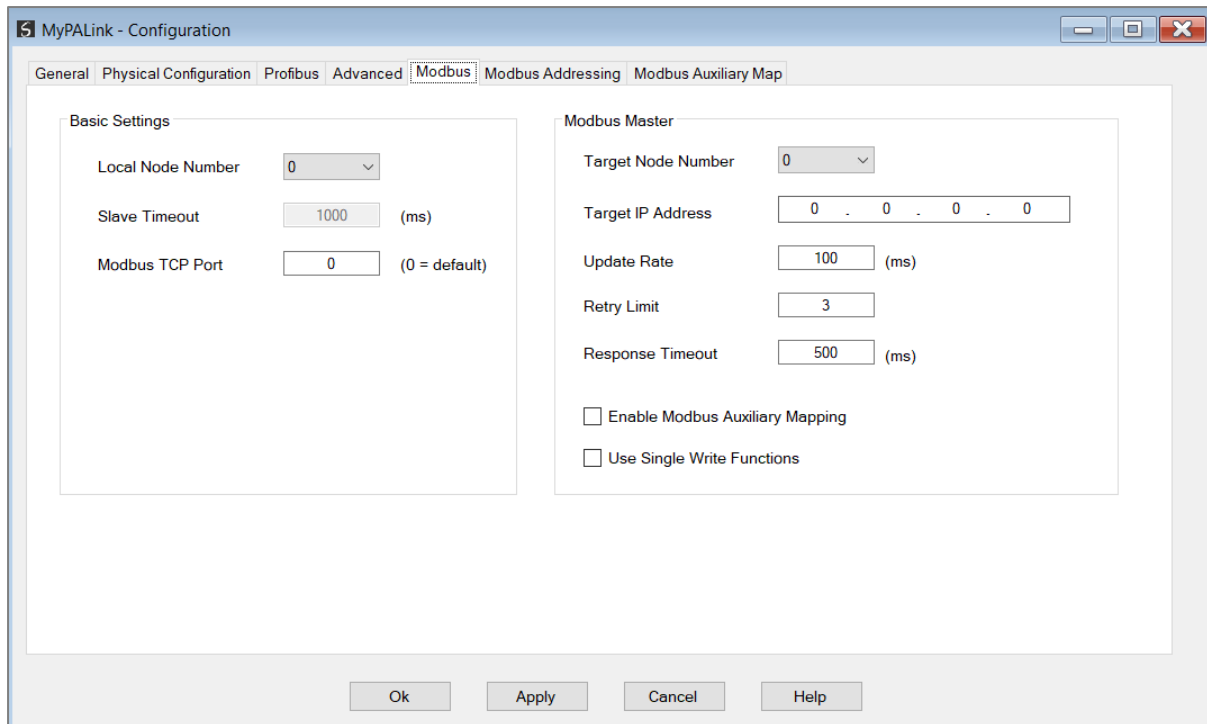 MyPALink - Configuration
General Physical Configuration Profibus Advanced Modbus Modbus Addressing Modbus Auxiliary Map
Basic Settings
Local Node Number 0
Slave Timeout 1000 (ms)
Modbus TCP Port 0 (0 = default)
Modbus Master
Target Node Number 0
Target IP Address 0 . 0 . 0 . 0
Update Rate 100 (ms)
Retry Limit 3
Response Timeout 500 (ms)
Enable Modbus Auxiliary Mapping
Use Single Write Functions
Ok Apply Cancel Help